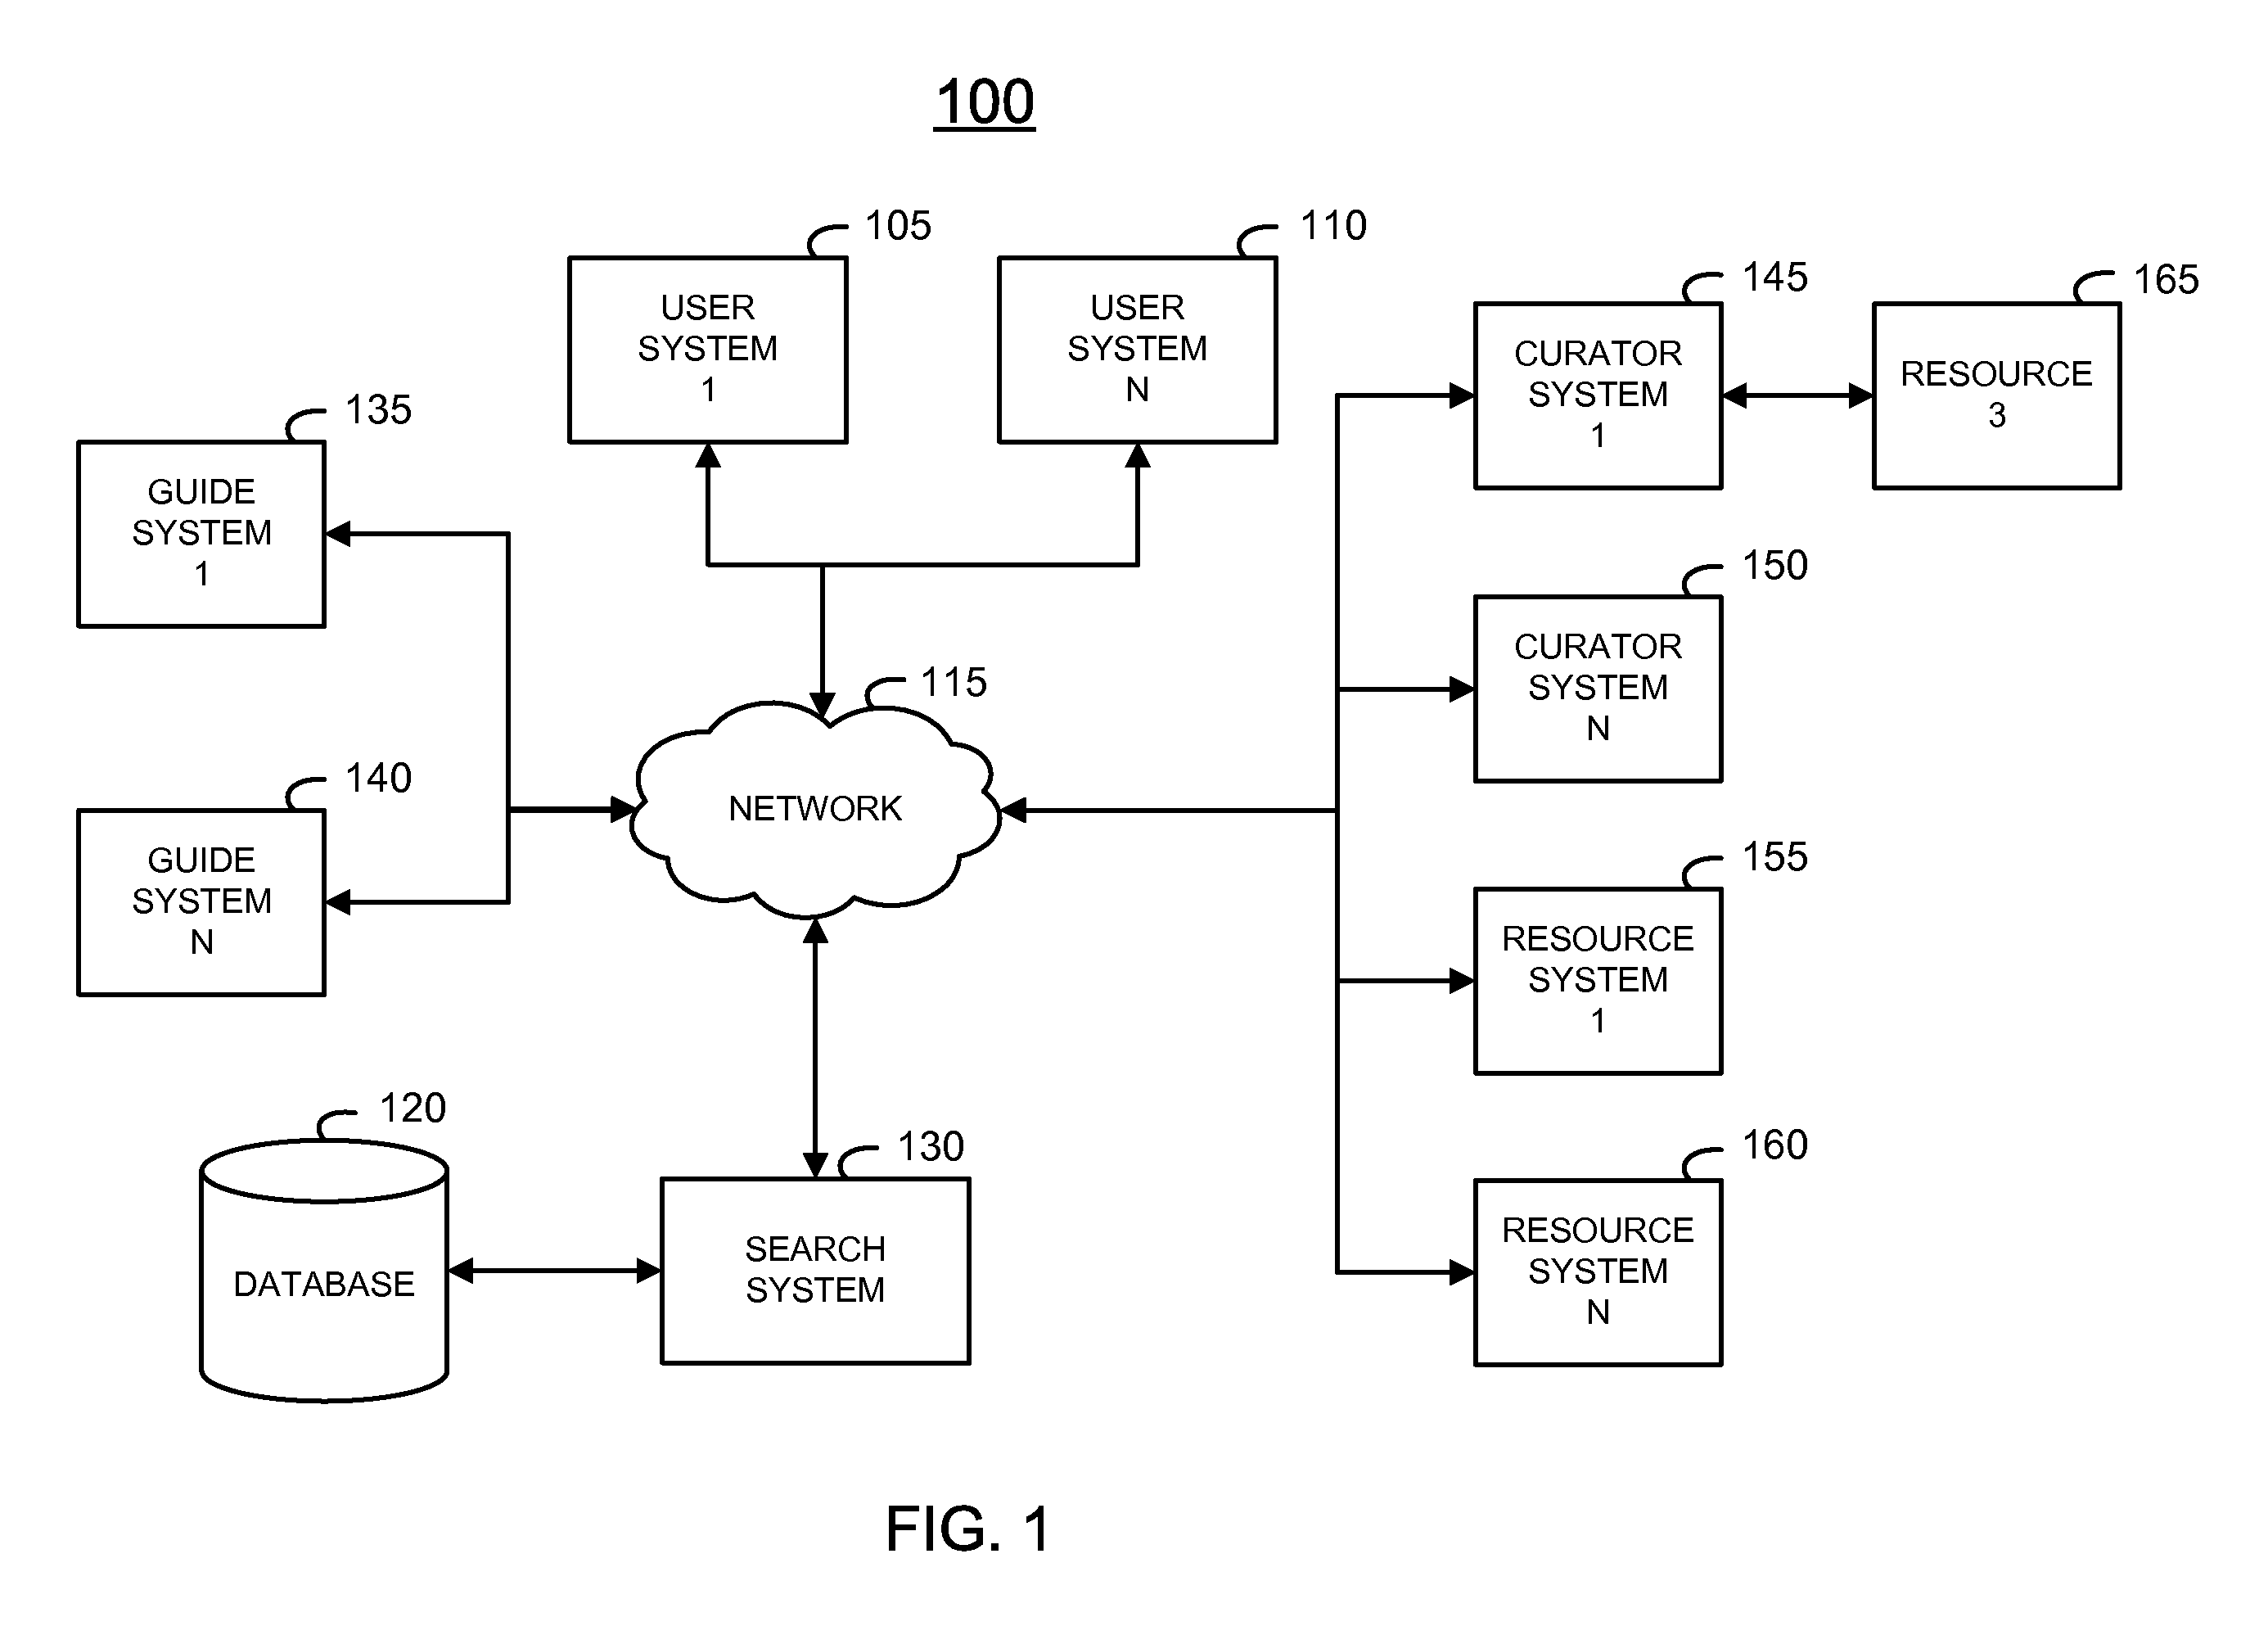 100
105
USER
SYSTEM
1
110
USER
SYSTEM
N
145
CURATOR
SYSTEM
1
165
RESOURCE
3
135
GUIDE
SYSTEM
1
150
CURATOR
SYSTEM
N
115
NETWORK
140
GUIDE
SYSTEM
N
155
RESOURCE
SYSTEM
1
120
DATABASE
130
SEARCH
SYSTEM
160
RESOURCE
SYSTEM
N
FIG. 1